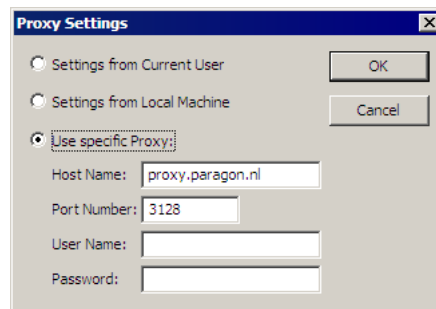 Proxy Settings
Settings from Current User
OK
Settings from Local Machine
Cancel
Use specific Proxy:
Host Name: proxy.paragon.nl
Port Number: 3128
User Name:
Password: